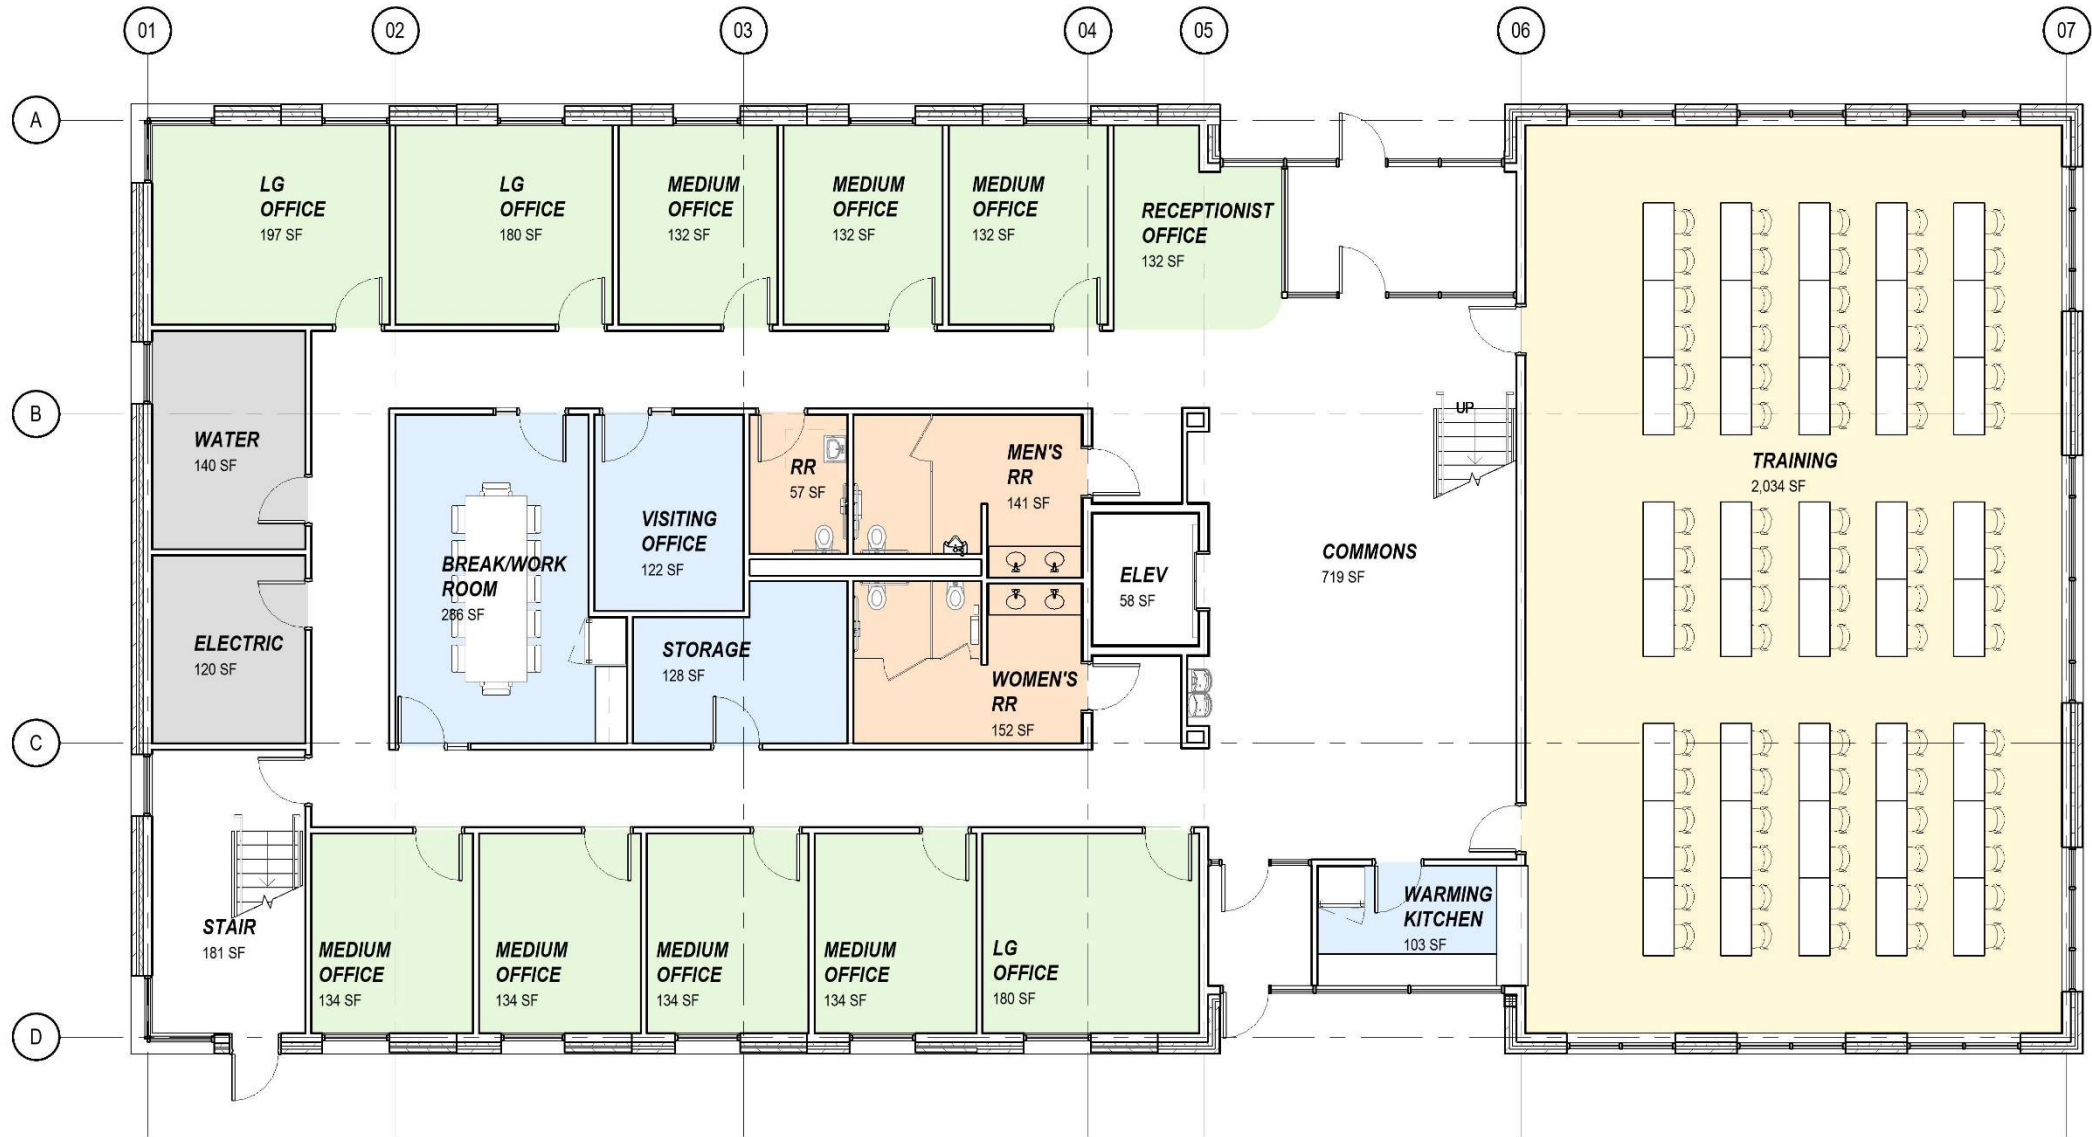 01
02
03
04
05
06
07
A
B
C
D
LG
OFFICE
197 SF
LG
OFFICE
180 SF
MEDIUM
OFFICE
132 SF
MEDIUM
OFFICE
132 SF
MEDIUM
OFFICE
132 SF
RECEPTIONIST
OFFICE
132 SF
WATER
140 SF
ELECTRIC
120 SF
BREAK/WORK
ROOM
286 SF
VISITING
OFFICE
122 SF
RR
57 SF
MEN'S
RR
141 SF
STORAGE
128 SF
WOMEN'S
RR
152 SF
ELEV
58 SF
COMMONS
719 SF
UP
TRAINING
2,034 SF
STAIR
181 SF
MEDIUM
OFFICE
134 SF
MEDIUM
OFFICE
134 SF
MEDIUM
OFFICE
134 SF
MEDIUM
OFFICE
134 SF
LG
OFFICE
180 SF
WARMING
KITCHEN
103 SF